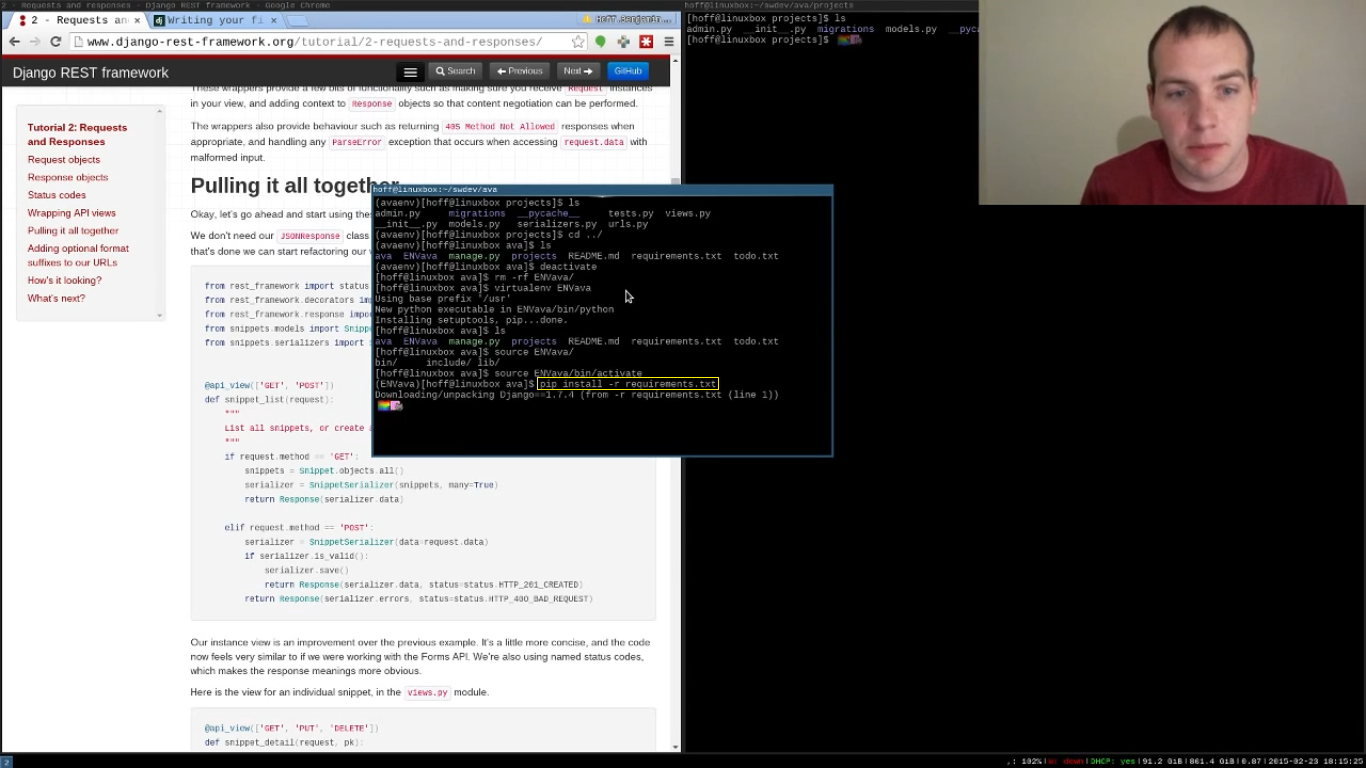 2 - Requests and responses - Django REST framework - Google Chrome
2 - Requests an
Writing your fi
Hoff.Benjamin...
www.django-rest-framework.org/tutorial/2-requests-and-responses/
Django REST framework
Search
Previous
Next
GitHub
Tutorial 2: Requests
and Responses
Request objects
Response objects
Status codes
Wrapping API views
Pulling it all together
Adding optional format
suffixes to our URLs
How's it looking?
What's next?
These wrappers provide a few bits of functionality such as making sure you receive Request instances
in your view, and adding context to Response objects so that content negotiation can be performed.
The wrappers also provide behaviour such as returning 405 Method Not Allowed responses when
appropriate, and handling any ParseError exception that occurs when accessing request.data with
malformed input.
Pulling it all together
Okay, let's go ahead and start using thes
We don't need our JSONResponse class
that's done we can start refactoring our v
from rest_framework import status
from rest_framework.decorators im
from rest_framework.response impo
from snippets.models import Snipp
from snippets.serializers import S
@api_view(['GET', 'POST'])
def snippet_list(request):
"""
List all snippets, or create a
"""
if request.method == 'GET':
snippets = Snippet.objects.all()
serializer = SnippetSerializer(snippets, many=True)
return Response(serializer.data)
elif request.method == 'POST':
serializer = SnippetSerializer(data=request.data)
if serializer.is_valid():
serializer.save()
return Response(serializer.data, status=status.HTTP_201_CREATED)
return Response(serializer.errors, status=status.HTTP_400_BAD_REQUEST)
Our instance view is an improvement over the previous example. It's a little more concise, and the code
now feels very similar to if we were working with the Forms API. We're also using named status codes,
which makes the response meanings more obvious.
Here is the view for an individual snippet, in the views.py module.
@api_view(['GET', 'PUT', 'DELETE'])
def snippet_detail(request, pk):
hoff@linuxbox:~/swdev/ava
(avaenv)[hoff@linuxbox projects]$ ls
admin.py migrations __pycache__ tests.py views.py
__init__.py models.py serializers.py urls.py
(avaenv)[hoff@linuxbox projects]$ cd ../
(avaenv)[hoff@linuxbox ava]$ ls
ava ENVava manage.py projects README.md requirements.txt todo.txt
(avaenv)[hoff@linuxbox ava]$ deactivate
[hoff@linuxbox ava]$ rm -rf ENVava/
[hoff@linuxbox ava]$ virtualenv ENVava
Using base prefix '/usr'
New python executable in ENVava/bin/python
Installing setuptools, pip...done.
[hoff@linuxbox ava]$ ls
ava ENVava manage.py projects README.md requirements.txt todo.txt
[hoff@linuxbox ava]$ source ENVava/
bin/ include/ lib/
[hoff@linuxbox ava]$ source ENVava/bin/activate
(ENVava)[hoff@linuxbox ava]$ pip install -r requirements.txt
Downloading/unpacking Django==1.7.4 (from -r requirements.txt (line 1))
hoff@linuxbox:~/swdev/ava/projects
[hoff@linuxbox projects]$ ls
admin.py __init__.py migrations models.py __pyc
[hoff@linuxbox projects]$
2
102%| down|DHCP: yes|91.2 GiB|861.4 GiB|0.87|2015-02-23 18:15:25